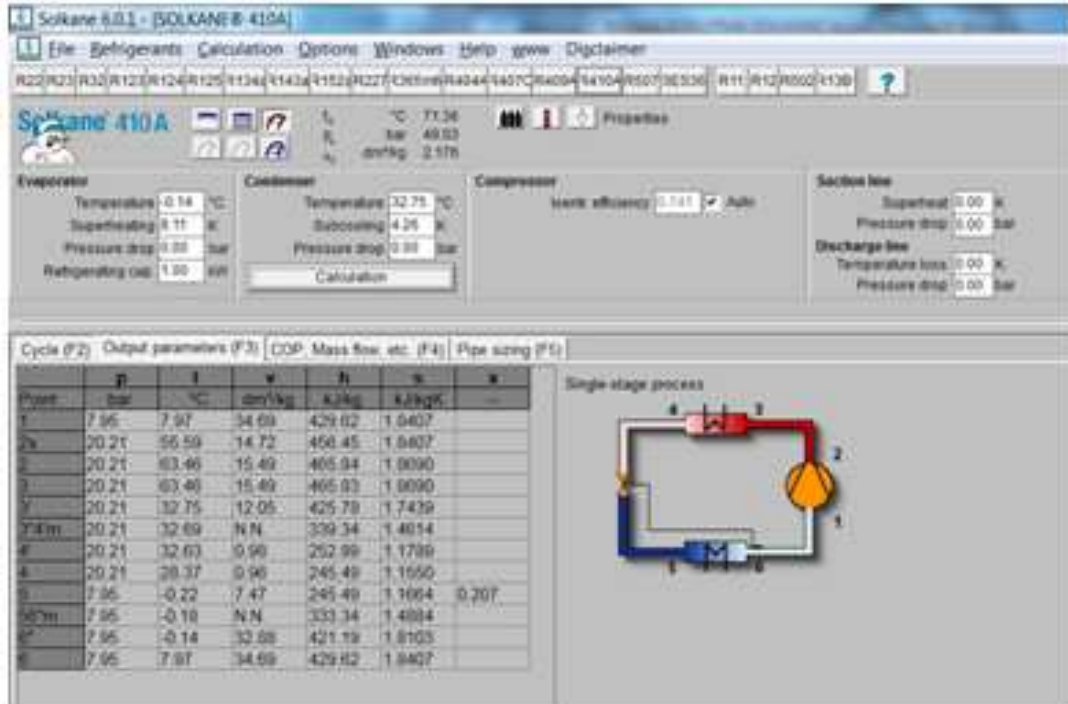 Solkane 6.0.1 - [SOLKANE® 410A]
File Refrigerants Calculation Options Windows Help www Disclaimer
R22 R23 R32 R123 R124 R125 R134a R143a R152a R227 R404A R407C R409A R410A R507 R11 R12 R502 R13B ?
Solkane 410A
°C 71.36
bar 49.03
dm³/kg 2.176
Properties
Evaporator
Temperature -0.14 °C
Superheating 8.11 K
Pressure drop 0.00 bar
Refrigerating cap. 1.00 kW
Condenser
Temperature 32.75 °C
Subcooling 4.26 K
Pressure drop 0.00 bar
Calculation
Compressor
Isentr. efficiency 0.741 Auto
Suction line
Superheat 0.00 K
Pressure drop 0.00 bar
Discharge line
Temperature loss 0.00 K
Pressure drop 0.00 bar
Cycle (F2) Output parameters (F3) COP, Mass flow, etc. (F4) Pipe sizing (F5)
p t v h s x
Point bar °C dm³/kg kJ/kg kJ/kgK --
1 7.95 7.97 34.69 429.62 1.8407
2s 20.21 56.59 14.72 456.45 1.8407
2 20.21 63.46 15.49 465.94 1.8690
3 20.21 63.46 15.49 465.93 1.8690
3" 20.21 32.75 12.05 425.79 1.7439
3"4'm 20.21 32.69 N.N. 339.34 1.4614
4' 20.21 32.63 0.98 252.99 1.1789
4 20.21 28.37 0.96 245.49 1.1550
5 7.95 -0.22 7.47 245.49 1.1664 0.207
56"m 7.95 -0.18 N.N. 333.34 1.4884
6" 7.95 -0.14 32.88 421.19 1.8103
6 7.95 7.97 34.69 429.62 1.8407
Single stage process
4 3
2
1
5 6